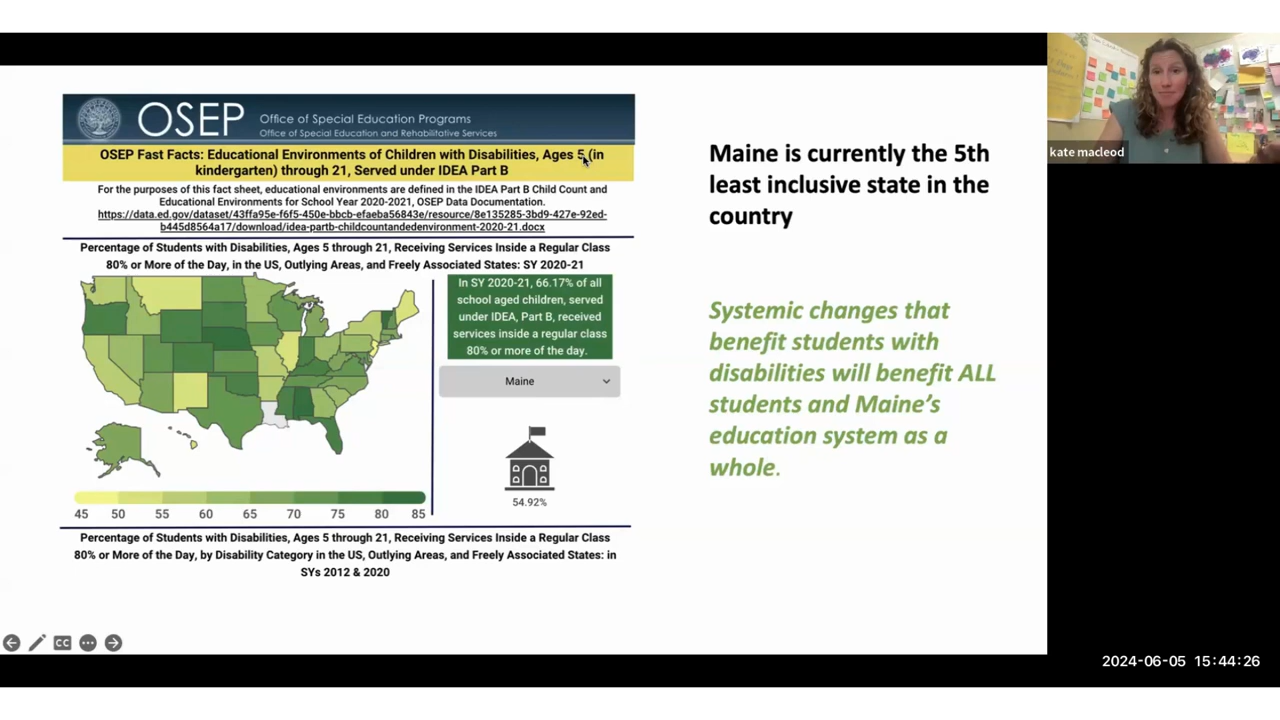 OSEP
Office of Special Education Programs
Office of Special Education and Rehabilitative Services
OSEP Fast Facts: Educational Environments of Children with Disabilities, Ages 5 (in
kindergarten) through 21, Served under IDEA Part B
For the purposes of this fact sheet, educational environments are defined in the IDEA Part B Child Count and
Educational Environments for School Year 2020-2021, OSEP Data Documentation.
https://data.ed.gov/dataset/43ffa95e-f6f5-450e-bbcb-efaeba56843e/resource/8e135285-3bd9-427e-92ed-
b445d8564a17/download/idea-partb-childcountandedenvironment-2020-21.docx
Percentage of Students with Disabilities, Ages 5 through 21, Receiving Services Inside a Regular Class
80% or More of the Day, in the US, Outlying Areas, and Freely Associated States: SY 2020-21
In SY 2020-21, 66.17% of all
school aged children, served
under IDEA, Part B, received
services inside a regular class
80% or more of the day.
Maine
54.92%
45 50 55 60 65 70 75 80 85
Percentage of Students with Disabilities, Ages 5 through 21, Receiving Services Inside a Regular Class
80% or More of the Day, by Disability Category in the US, Outlying Areas, and Freely Associated States: in
SYs 2012 & 2020
Maine is currently the 5th
least inclusive state in the
country
Systemic changes that
benefit students with
disabilities will benefit ALL
students and Maine's
education system as a
whole.
kate macleod
CC
2024-06-05 15:44:26